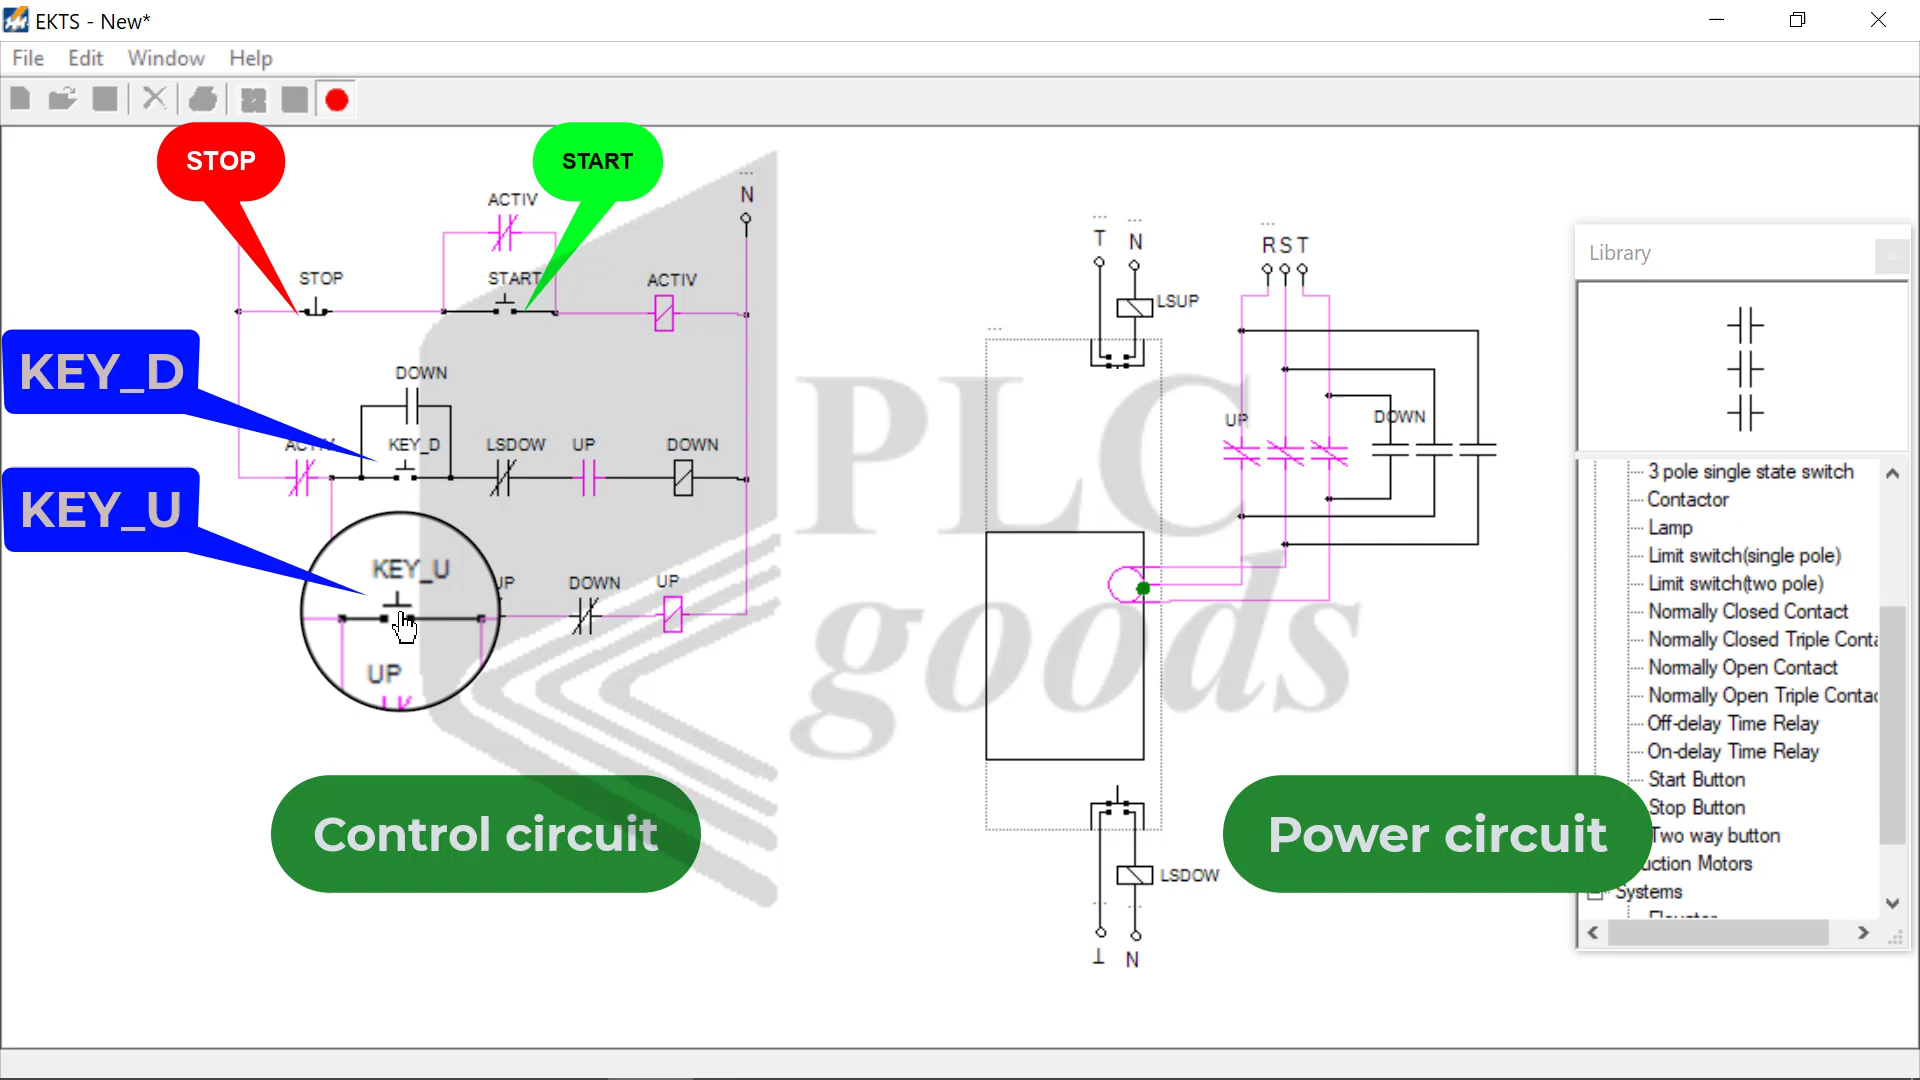 EKTS - New*
File Edit Window Help
STOP
START
ACTIV
N
STOP
START
ACTIV
KEY_D
DOWN
ACTIV
KEY_D
LSDOW
UP
DOWN
KEY_U
KEY_U
UP
DOWN
UP
UP
Control circuit
T N
R S T
LSUP
UP
DOWN
LSDOW
N
Power circuit
PLC
goods
Library
3 pole single state switch
Contactor
Lamp
Limit switch(single pole)
Limit switch(two pole)
Normally Closed Contact
Normally Closed Triple Conta
Normally Open Contact
Normally Open Triple Contac
Off-delay Time Relay
On-delay Time Relay
Start Button
Stop Button
Two way button
uction Motors
Systems